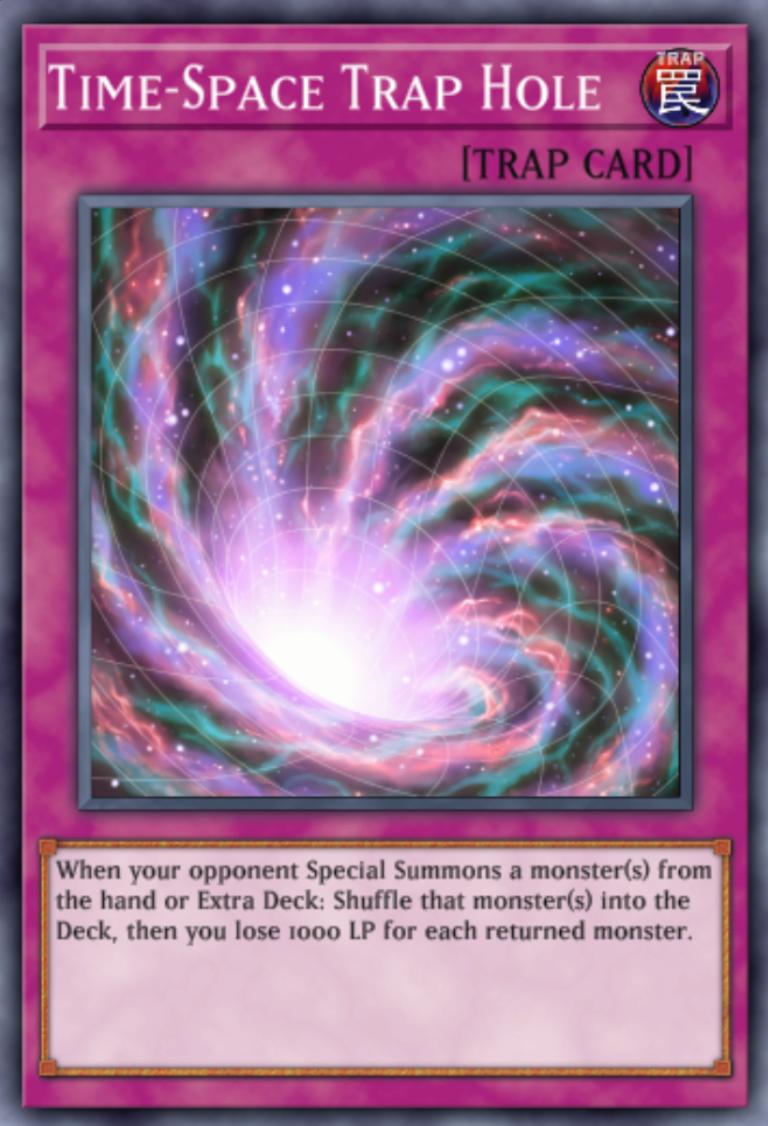 Time-Space Trap Hole
TRAP
罠
[TRAP CARD]
When your opponent Special Summons a monster(s) from
the hand or Extra Deck: Shuffle that monster(s) into the
Deck, then you lose 1000 LP for each returned monster.